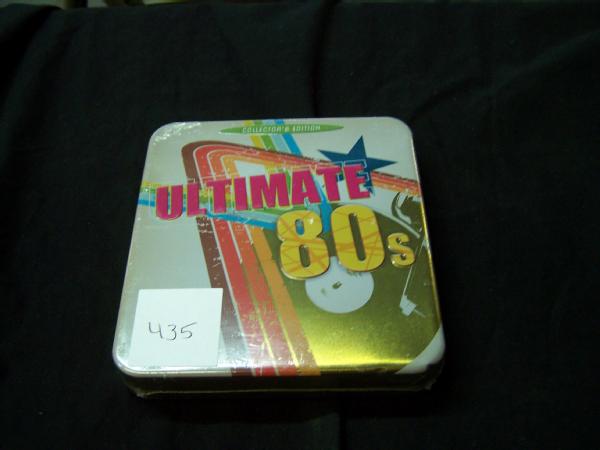 COLLECTOR'S EDITION
ULTIMATE
80s
435